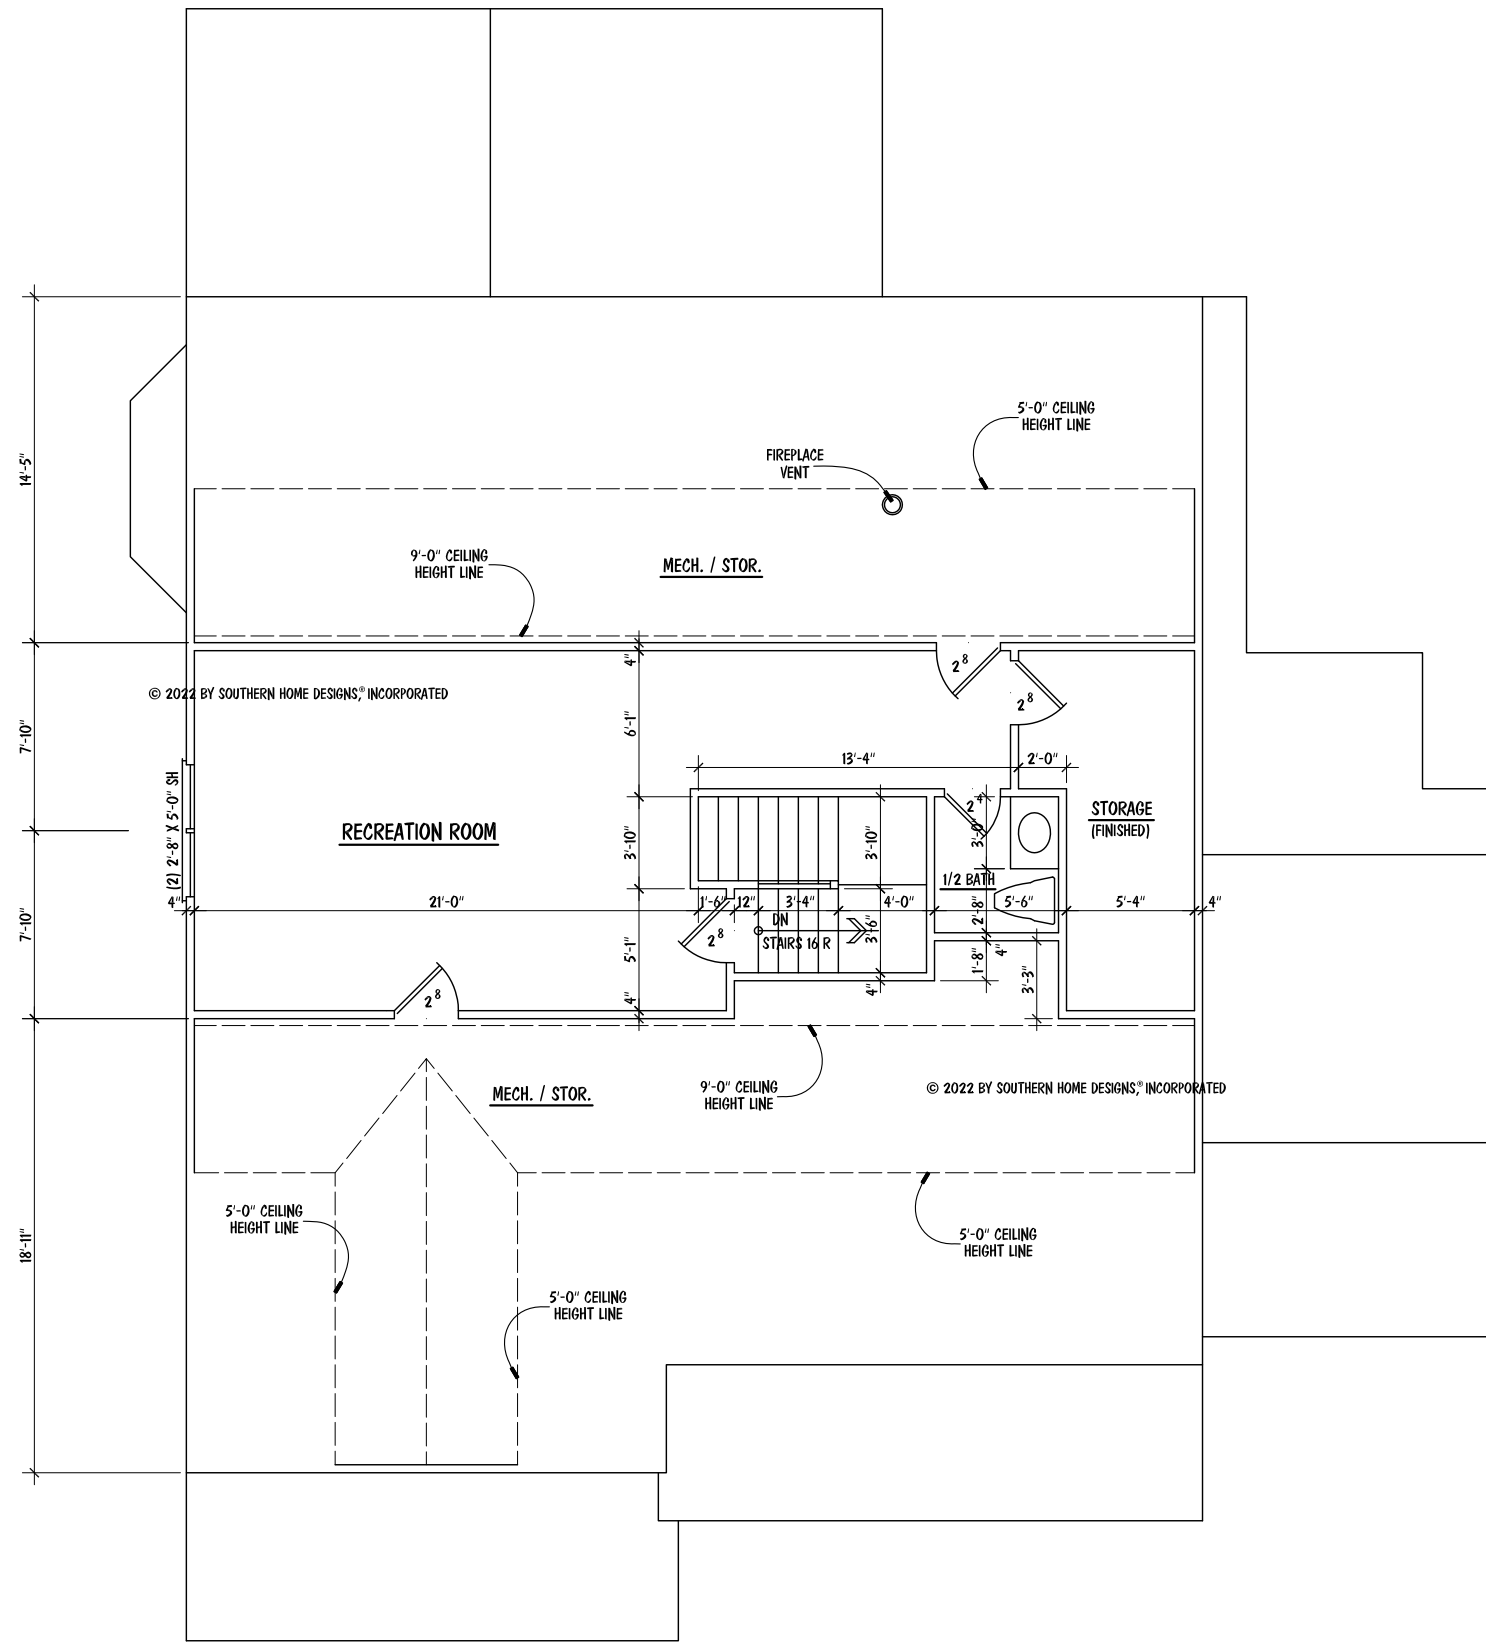 5'-0" CEILING
HEIGHT LINE
FIREPLACE
VENT
14'-5"
9'-0" CEILING
HEIGHT LINE
MECH. / STOR.
4"
2 8
© 2022 BY SOUTHERN HOME DESIGNS,® INCORPORATED
2 8
7'-10"
6'-1"
13'-4"
2'-0"
(2) 2'-8" X 5'-0" SH
RECREATION ROOM
3'-10"
3'-10"
2 4
3'-0"
STORAGE
(FINISHED)
1/2 BATH
4"
21'-0"
1'-6"
12"
3'-4"
4'-0"
5'-6"
5'-4"
4"
7'-10"
2'-8"
DN
3'-6"
STAIRS 16 R
2 8
5'-1"
4"
1'-8"
3'-3"
4"
2 8
4"
9'-0" CEILING
HEIGHT LINE
MECH. / STOR.
© 2022 BY SOUTHERN HOME DESIGNS,® INCORPORATED
5'-0" CEILING
HEIGHT LINE
18'-11"
5'-0" CEILING
HEIGHT LINE
5'-0" CEILING
HEIGHT LINE